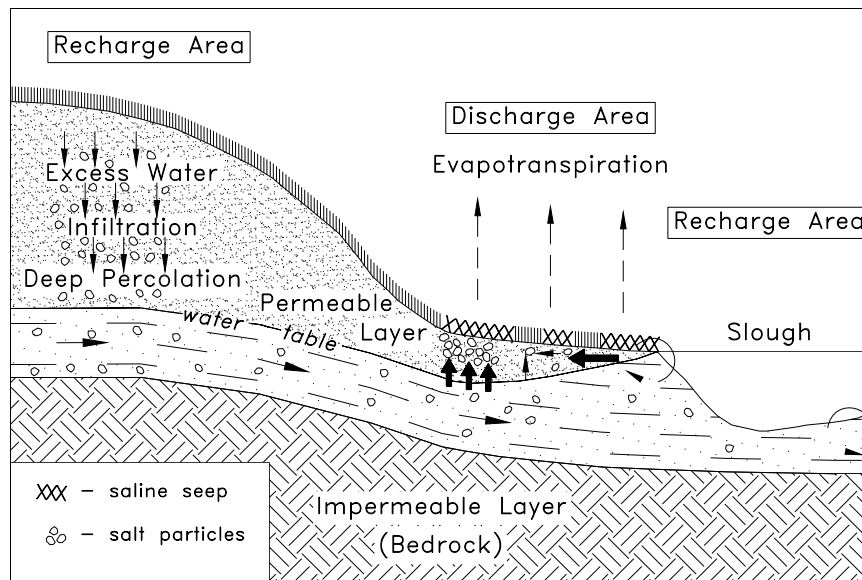 Recharge Area
Discharge Area
Evapotranspiration
Recharge Area
Excess Water
Infiltration
Deep Percolation
Permeable
Layer
water table
Slough
– saline seep
– salt particles
Impermeable Layer
(Bedrock)